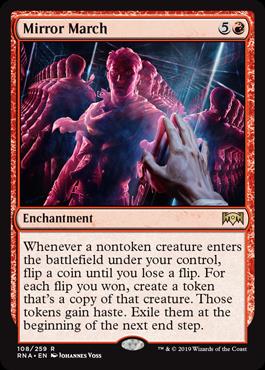 Mirror March 5
Enchantment
Whenever a nontoken creature enters
the battlefield under your control,
flip a coin until you lose a flip. For
each flip you won, create a token
that's a copy of that creature. Those
tokens gain haste. Exile them at the
beginning of the next end step.
108/259 R
RNA • EN Johannes Voss ™ & © 2019 Wizards of the Coast